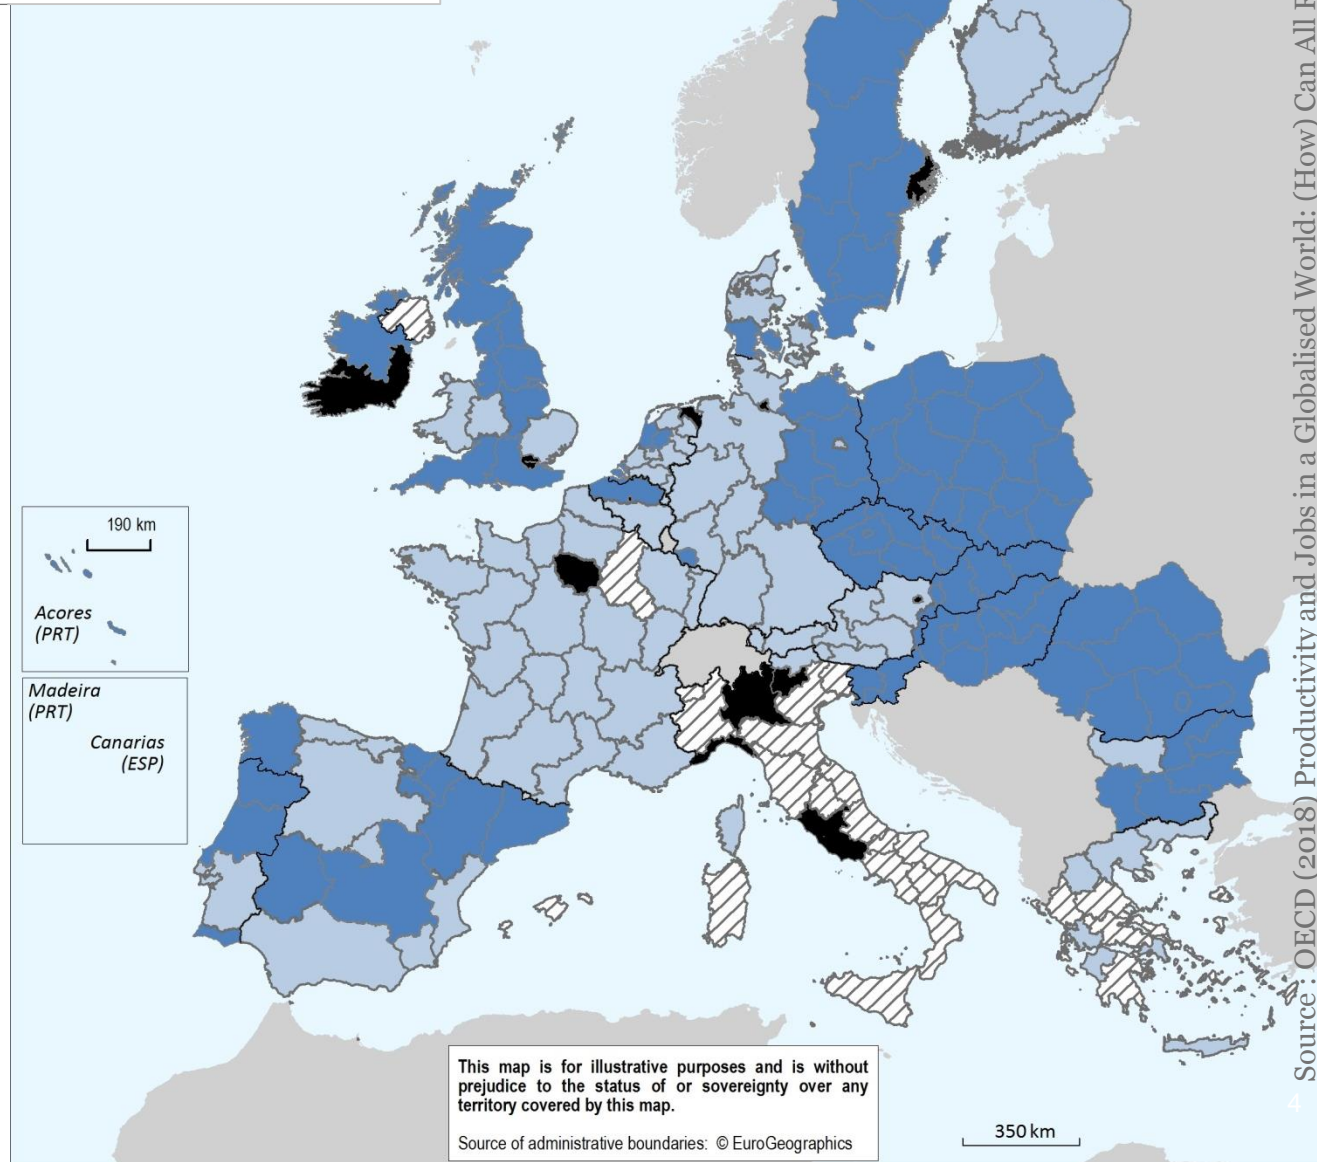 190 km
Acores
(PRT)
Madeira
(PRT)
Canarias
(ESP)
This map is for illustrative purposes and is without
prejudice to the status of or sovereignty over any
territory covered by this map.
Source of administrative boundaries: © EuroGeographics
350 km
4
Source : OECD (2018) Productivity and Jobs in a Globalised World: (How) Can All